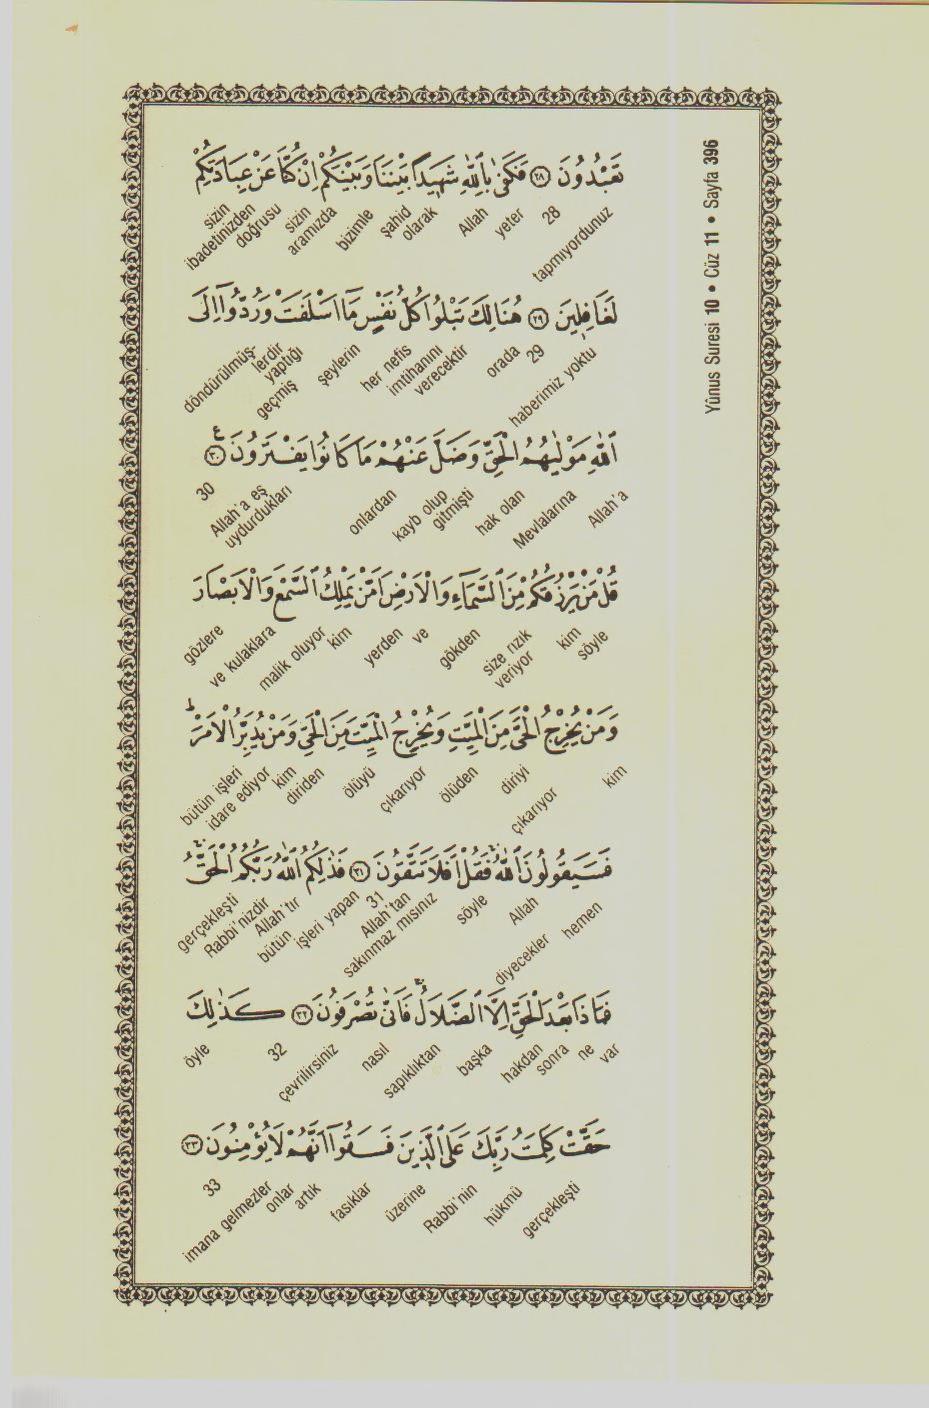 Yûnus Suresi 10 • Cüz 11 • Sayfa 396
تَعْبُدُونَ ﴿٢٨﴾ فَكَفٰى بِاللّٰهِ شَهٖيدًا بَيْنَنَا وَبَيْنَكُمْ اِنْ كُنَّا عَنْ عِبَادَتِكُمْ
tapmıyordunuz 28 yeter Allah şahid olarak bizimle sizin aramızda doğrusu sizin ibadetinizden
لَغَافِلٖينَ ﴿٢٩﴾ هُنَالِكَ تَبْلُوا كُلُّ نَفْسٍ مَٓا اَسْلَفَتْ وَرُدُّٓوا اِلَى
haberimiz yoktu 29 orada imtihanını verecektir her nefis şeylerin geçmiş yaptığı döndürülmüş-lerdir
اللّٰهِ مَوْلٰيهُمُ الْحَقِّ وَضَلَّ عَنْهُمْ مَا كَانُوا يَفْتَرُونَ ﴿٣٠﴾ ع
Allah'a Mevlalarına hak olan kayb olup gitmişti onlardan Allah'a eş uydurdukları 30
قُلْ مَنْ يَرْزُقُكُمْ مِنَ السَّمَٓاءِ وَالْاَرْضِ اَمَّنْ يَمْلِكُ السَّمْعَ وَالْاَبْصَارَ
söyle kim size rızık veriyor gökden ve yerden kim malik oluyor ve kulaklara gözlere
وَمَنْ يُخْرِجُ الْحَيَّ مِنَ الْمَيِّتِ وَيُخْرِجُ الْمَيِّتَ مِنَ الْحَيِّ وَمَنْ يُدَبِّرُ الْاَمْرَؕ
kim çıkarıyor diriyi ölüden çıkarıyor ölüyü diriden kim idare ediyor bütün işleri
فَسَيَقُولُونَ اللّٰهُۚ فَقُلْ اَفَلَا تَتَّقُونَ ﴿٣١﴾ فَذٰلِكُمُ اللّٰهُ رَبُّكُمُ الْحَقُّۚ
hemen diyecekler Allah söyle Allah'tan sakınmaz mısınız 31 işleri yapan bütün Allah'tır Rabbi'nizdir gerçekleşti
فَمَاذَا بَعْدَ الْحَقِّ اِلَّا الضَّلَالُۚ فَاَنّٰى تُصْرَفُونَ ﴿٣٢﴾ كَذٰلِكَ
var ne sonra hakdan başka sapıklıktan nasıl çevrilirsiniz 32 öyle
حَقَّتْ كَلِمَتُ رَبِّكَ عَلَى الَّذٖينَ فَسَقُٓوا اَنَّهُمْ لَا يُؤْمِنُونَ ﴿٣٣﴾
gerçekleşti hükmü Rabbi'nin üzerine fasıklar artık onlar imana gelmezler 33